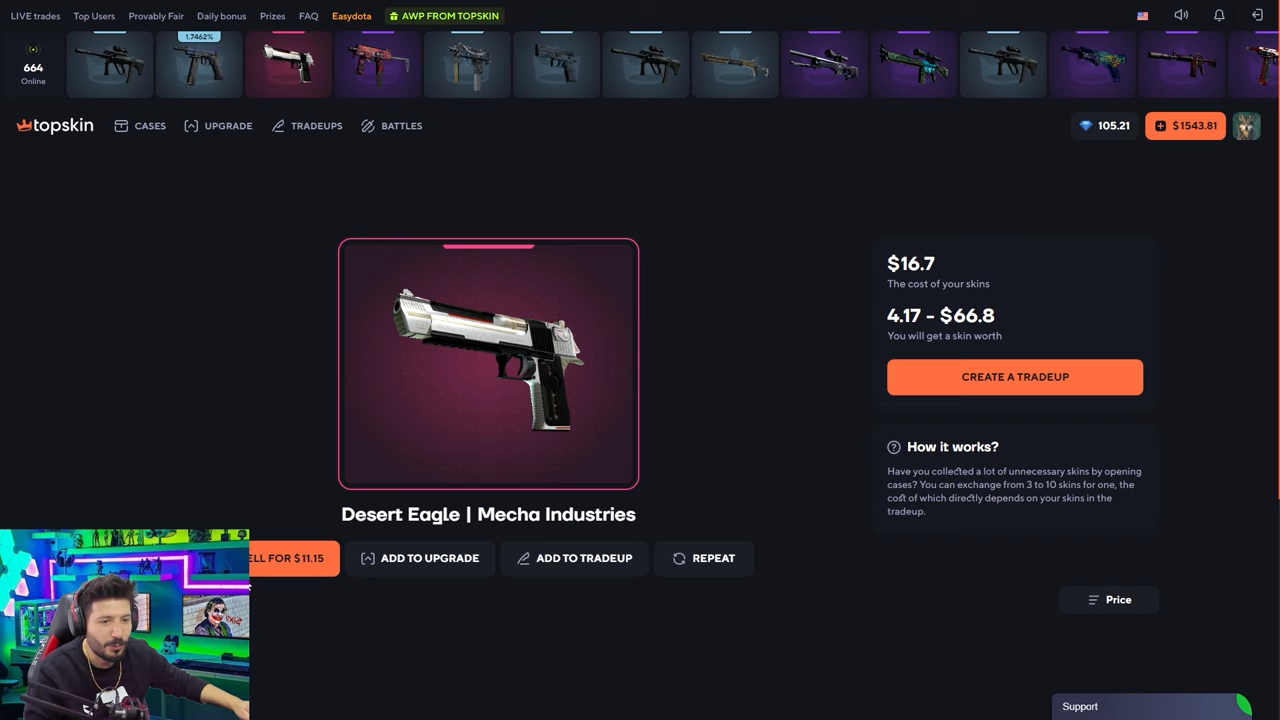 LIVE trades Top Users Provably Fair Daily bonus Prizes FAQ Easydota AWP FROM TOPSKIN
1.7462%
664
Online
topskin CASES UPGRADE TRADEUPS BATTLES 105.21 $1543.81
$16.7
The cost of your skins
4.17 - $66.8
You will get a skin worth
CREATE A TRADEUP
How it works?
Have you collected a lot of unnecessary skins by opening
cases? You can exchange from 3 to 10 skins for one, the
cost of which directly depends on your skins in the
tradeup.
Desert Eagle | Mecha Industries
ELL FOR $11.15 ADD TO UPGRADE ADD TO TRADEUP REPEAT
Price
Support